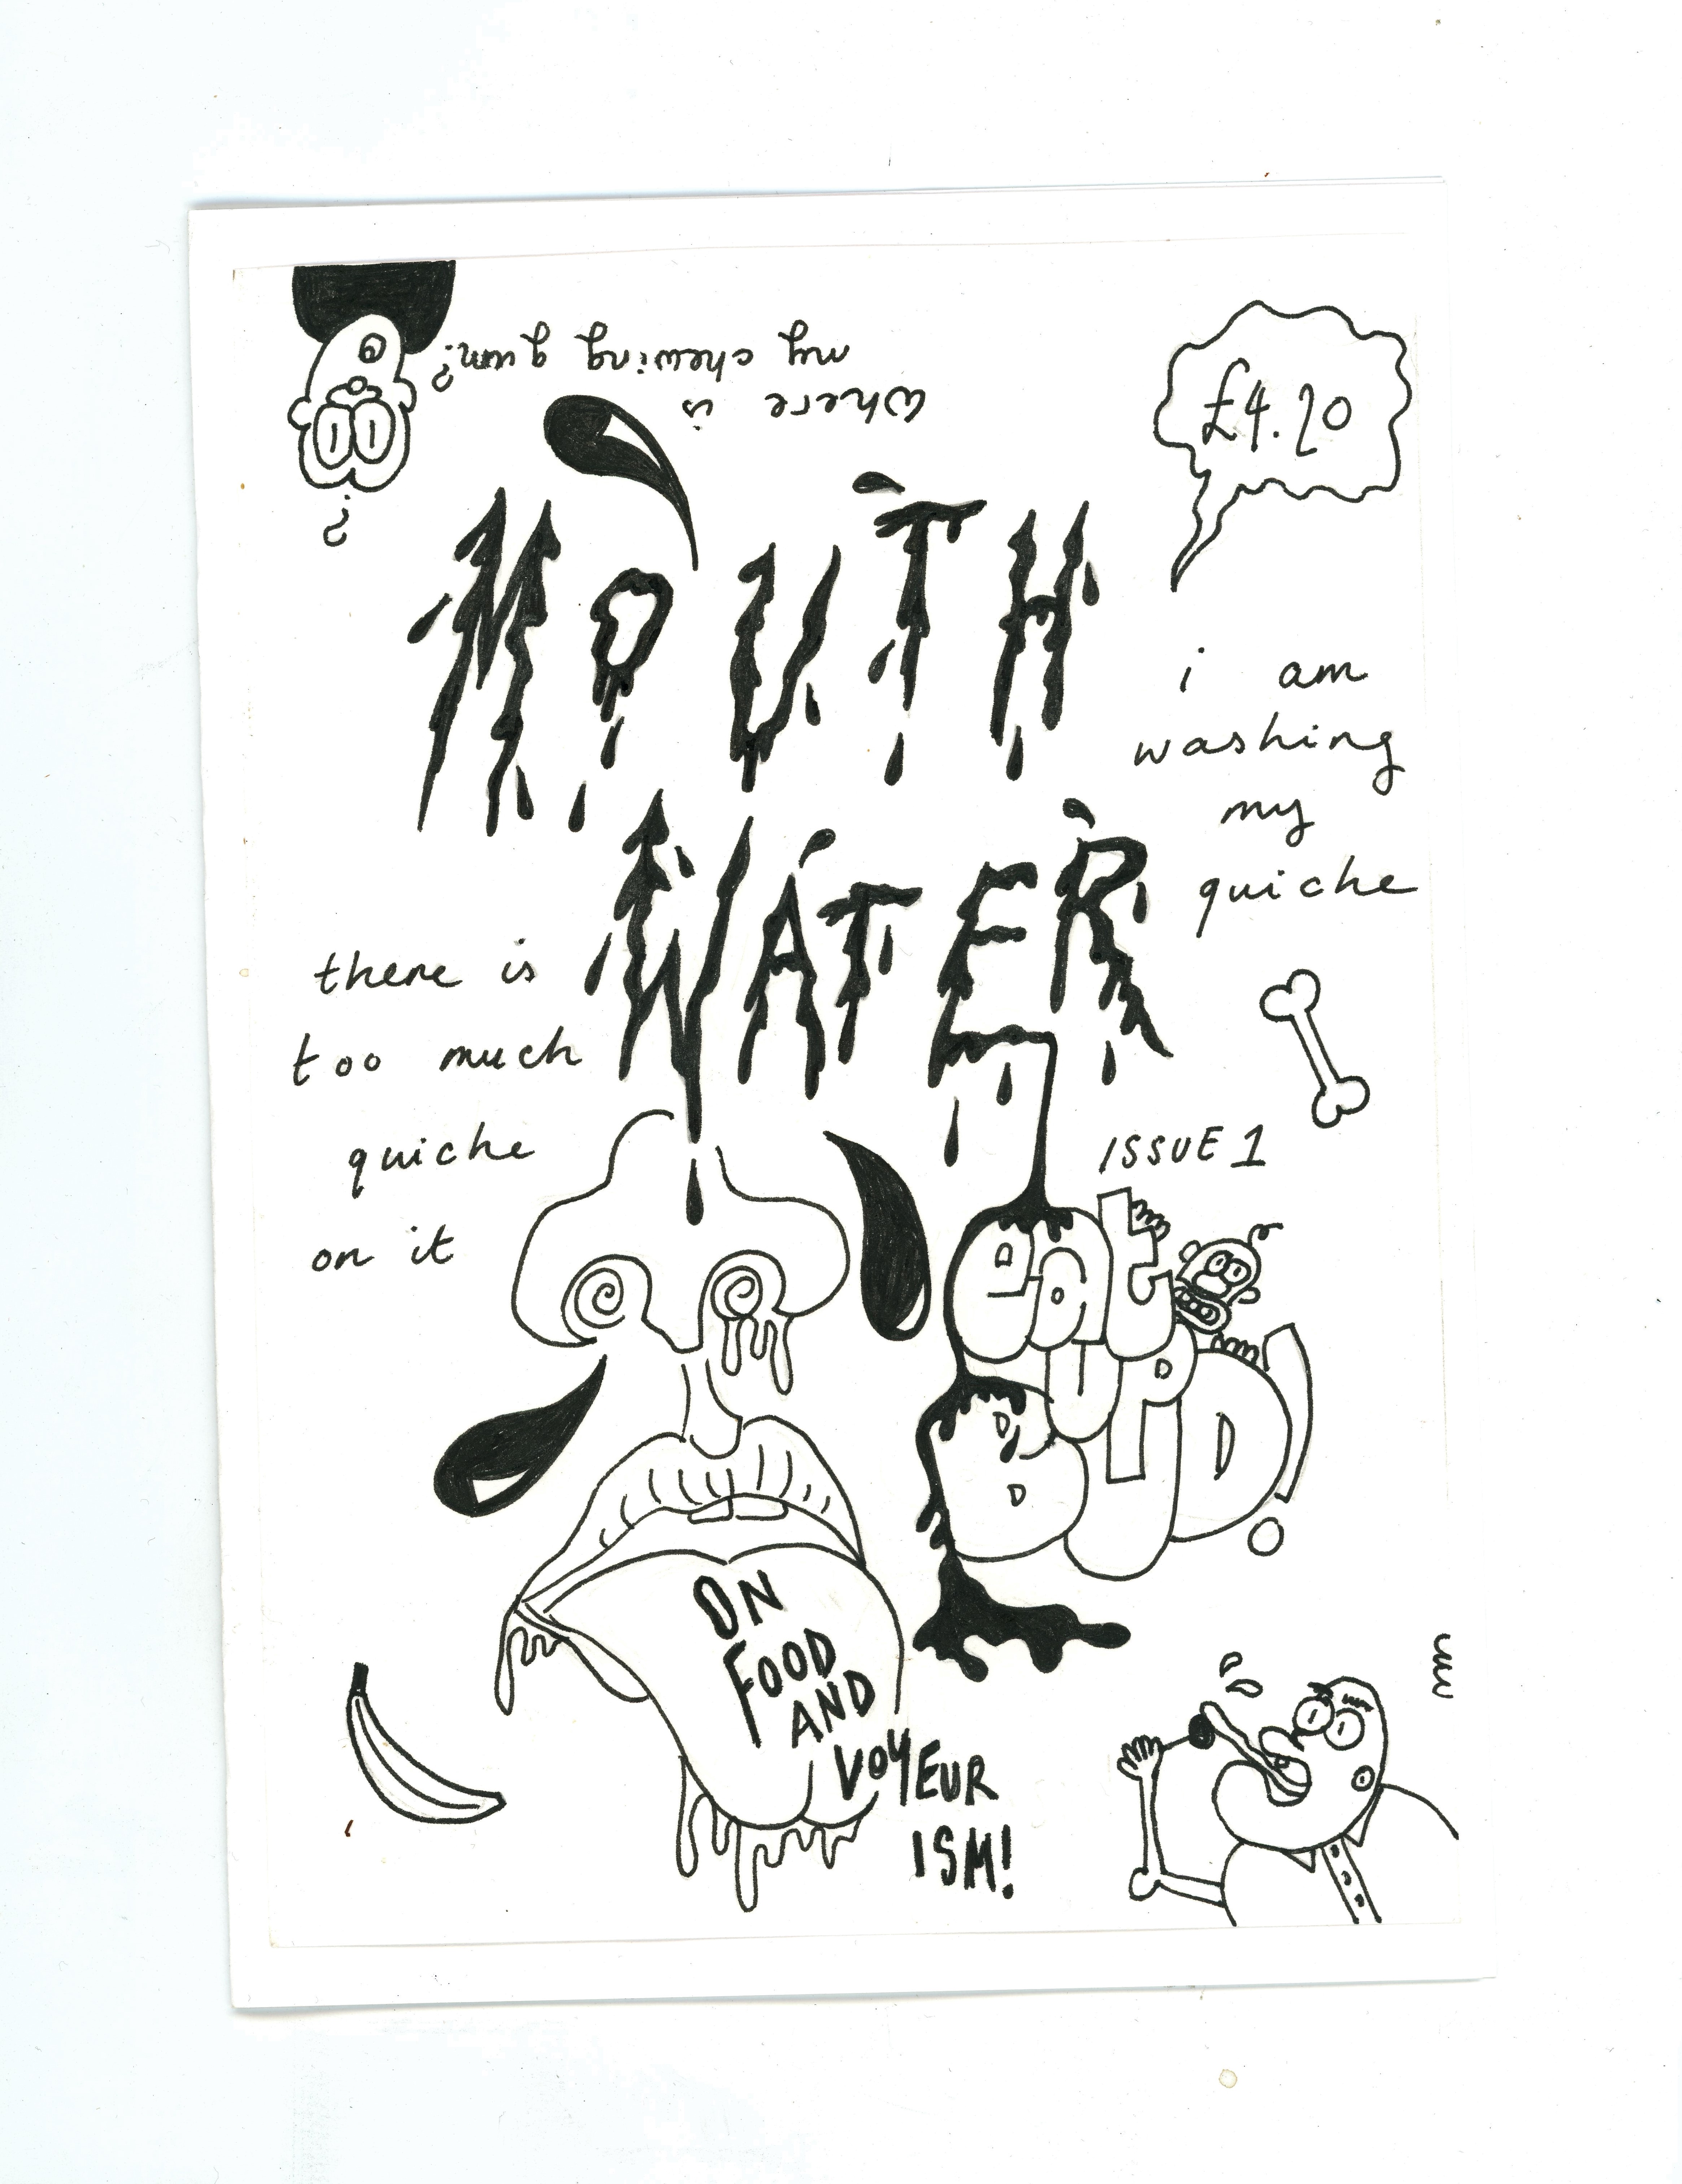 where is
my chewing gum?
?
£4.20
MOUTH
WATER
i am
washing
my
quiche
there is
too much
quiche
on it
ISSUE 1
eat
UP
BUD!
ON
FOOD
AND
VOYEUR
ISM!